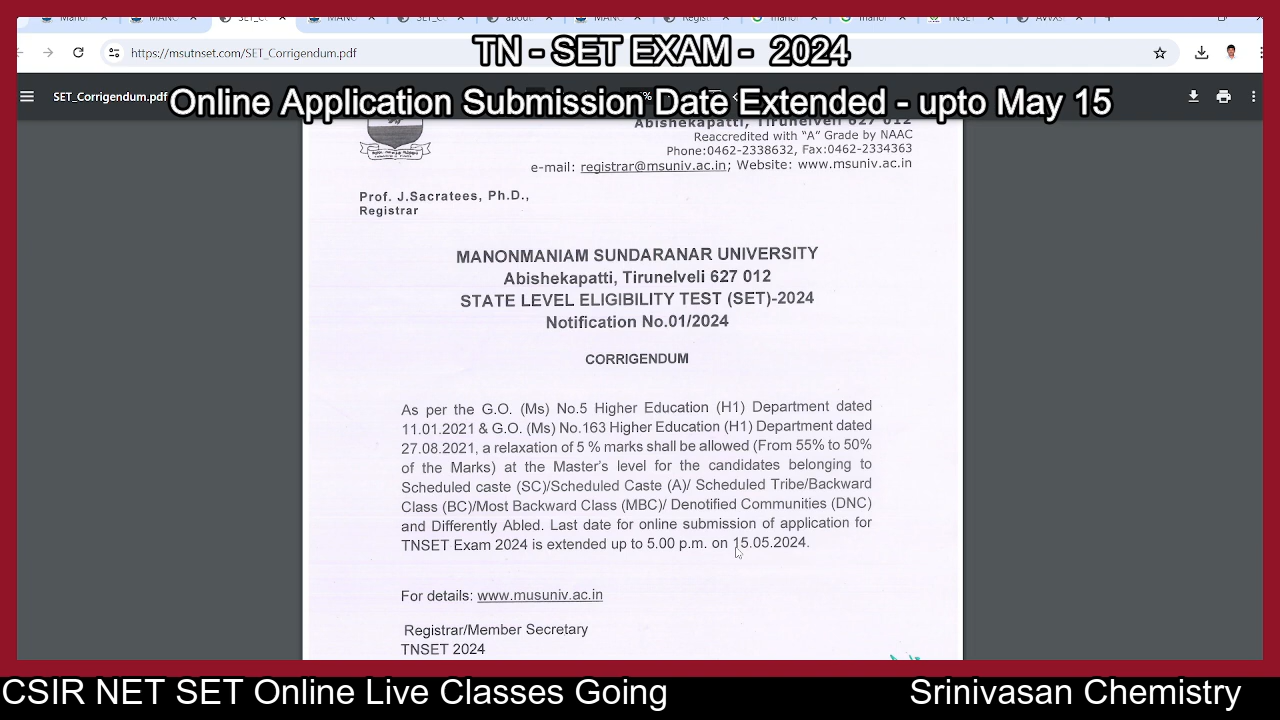 https://msutnset.com/SET_Corrigendum.pdf
TN - SET EXAM - 2024
SET_Corrigendum.pdf
Online Application Submission Date Extended - upto May 15
Abishekapatti, Tirunelveli 627 012
Reaccredited with “A” Grade by NAAC
Phone:0462-2338632, Fax:0462-2334363
e-mail: registrar@msuniv.ac.in; Website: www.msuniv.ac.in
Prof. J.Sacratees, Ph.D.,
Registrar
MANONMANIAM SUNDARANAR UNIVERSITY
Abishekapatti, Tirunelveli 627 012
STATE LEVEL ELIGIBILITY TEST (SET)-2024
Notification No.01/2024
CORRIGENDUM
As per the G.O. (Ms) No.5 Higher Education (H1) Department dated
11.01.2021 & G.O. (Ms) No.163 Higher Education (H1) Department dated
27.08.2021, a relaxation of 5 % marks shall be allowed (From 55% to 50%
of the Marks) at the Master’s level for the candidates belonging to
Scheduled caste (SC)/Scheduled Caste (A)/ Scheduled Tribe/Backward
Class (BC)/Most Backward Class (MBC)/ Denotified Communities (DNC)
and Differently Abled. Last date for online submission of application for
TNSET Exam 2024 is extended up to 5.00 p.m. on 15.05.2024.
For details: www.musuniv.ac.in
Registrar/Member Secretary
TNSET 2024
CSIR NET SET Online Live Classes Going
Srinivasan Chemistry